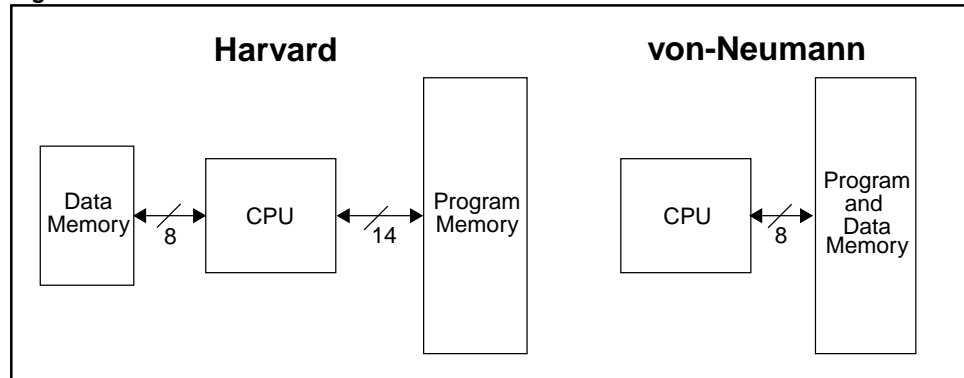 Harvard
von-Neumann
Data
Memory
8
CPU
14
Program
Memory
CPU
8
Program
and
Data
Memory